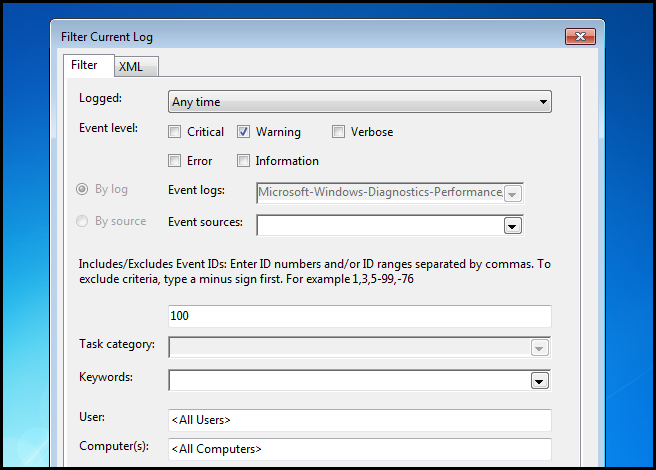 Filter Current Log
Filter XML
Logged: Any time
Event level: Critical Warning Verbose
Error Information
By log Event logs: Microsoft-Windows-Diagnostics-Performance,
By source Event sources:
Includes/Excludes Event IDs: Enter ID numbers and/or ID ranges separated by commas. To
exclude criteria, type a minus sign first. For example 1,3,5-99,-76
100
Task category:
Keywords:
User: <All Users>
Computer(s): <All Computers>